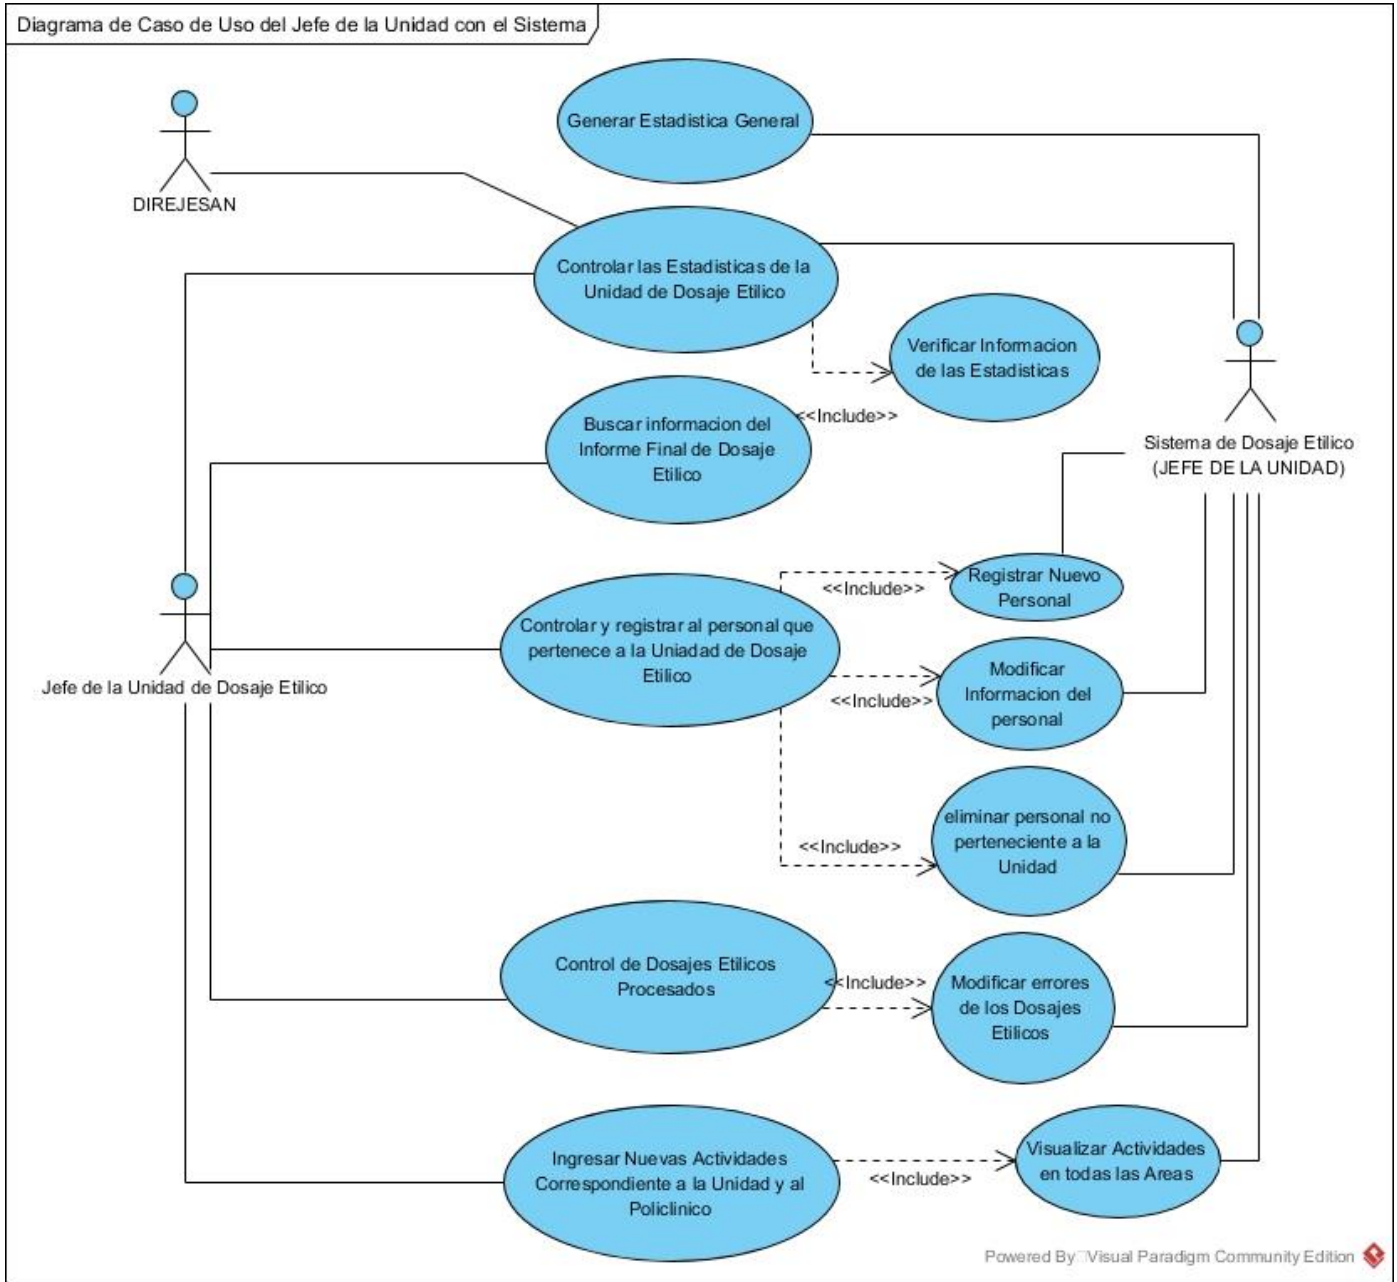 Diagrama de Caso de Uso del Jefe de la Unidad con el Sistema
Generar Estadistica General
DIREJESAN
Controlar las Estadisticas de la
Unidad de Dosaje Etilico
Verificar Informacion
de las Estadisticas
<<Include>>
Buscar informacion del
Informe Final de Dosaje
Etilico
Sistema de Dosaje Etilico
(JEFE DE LA UNIDAD)
Registrar Nuevo
Personal
<<Include>>
Controlar y registrar al personal que
pertenece a la Uniadad de Dosaje
Etilico
Modificar
Informacion del
personal
<<Include>>
Jefe de la Unidad de Dosaje Etilico
eliminar personal no
perteneciente a la
Unidad
<<Include>>
Control de Dosajes Etilicos
Procesados
<<Include>>
Modificar errores
de los Dosajes
Etilicos
Ingresar Nuevas Actividades
Correspondiente a la Unidad y al
Policlinico
<<Include>>
Visualizar Actividades
en todas las Areas
Powered By Visual Paradigm Community Edition